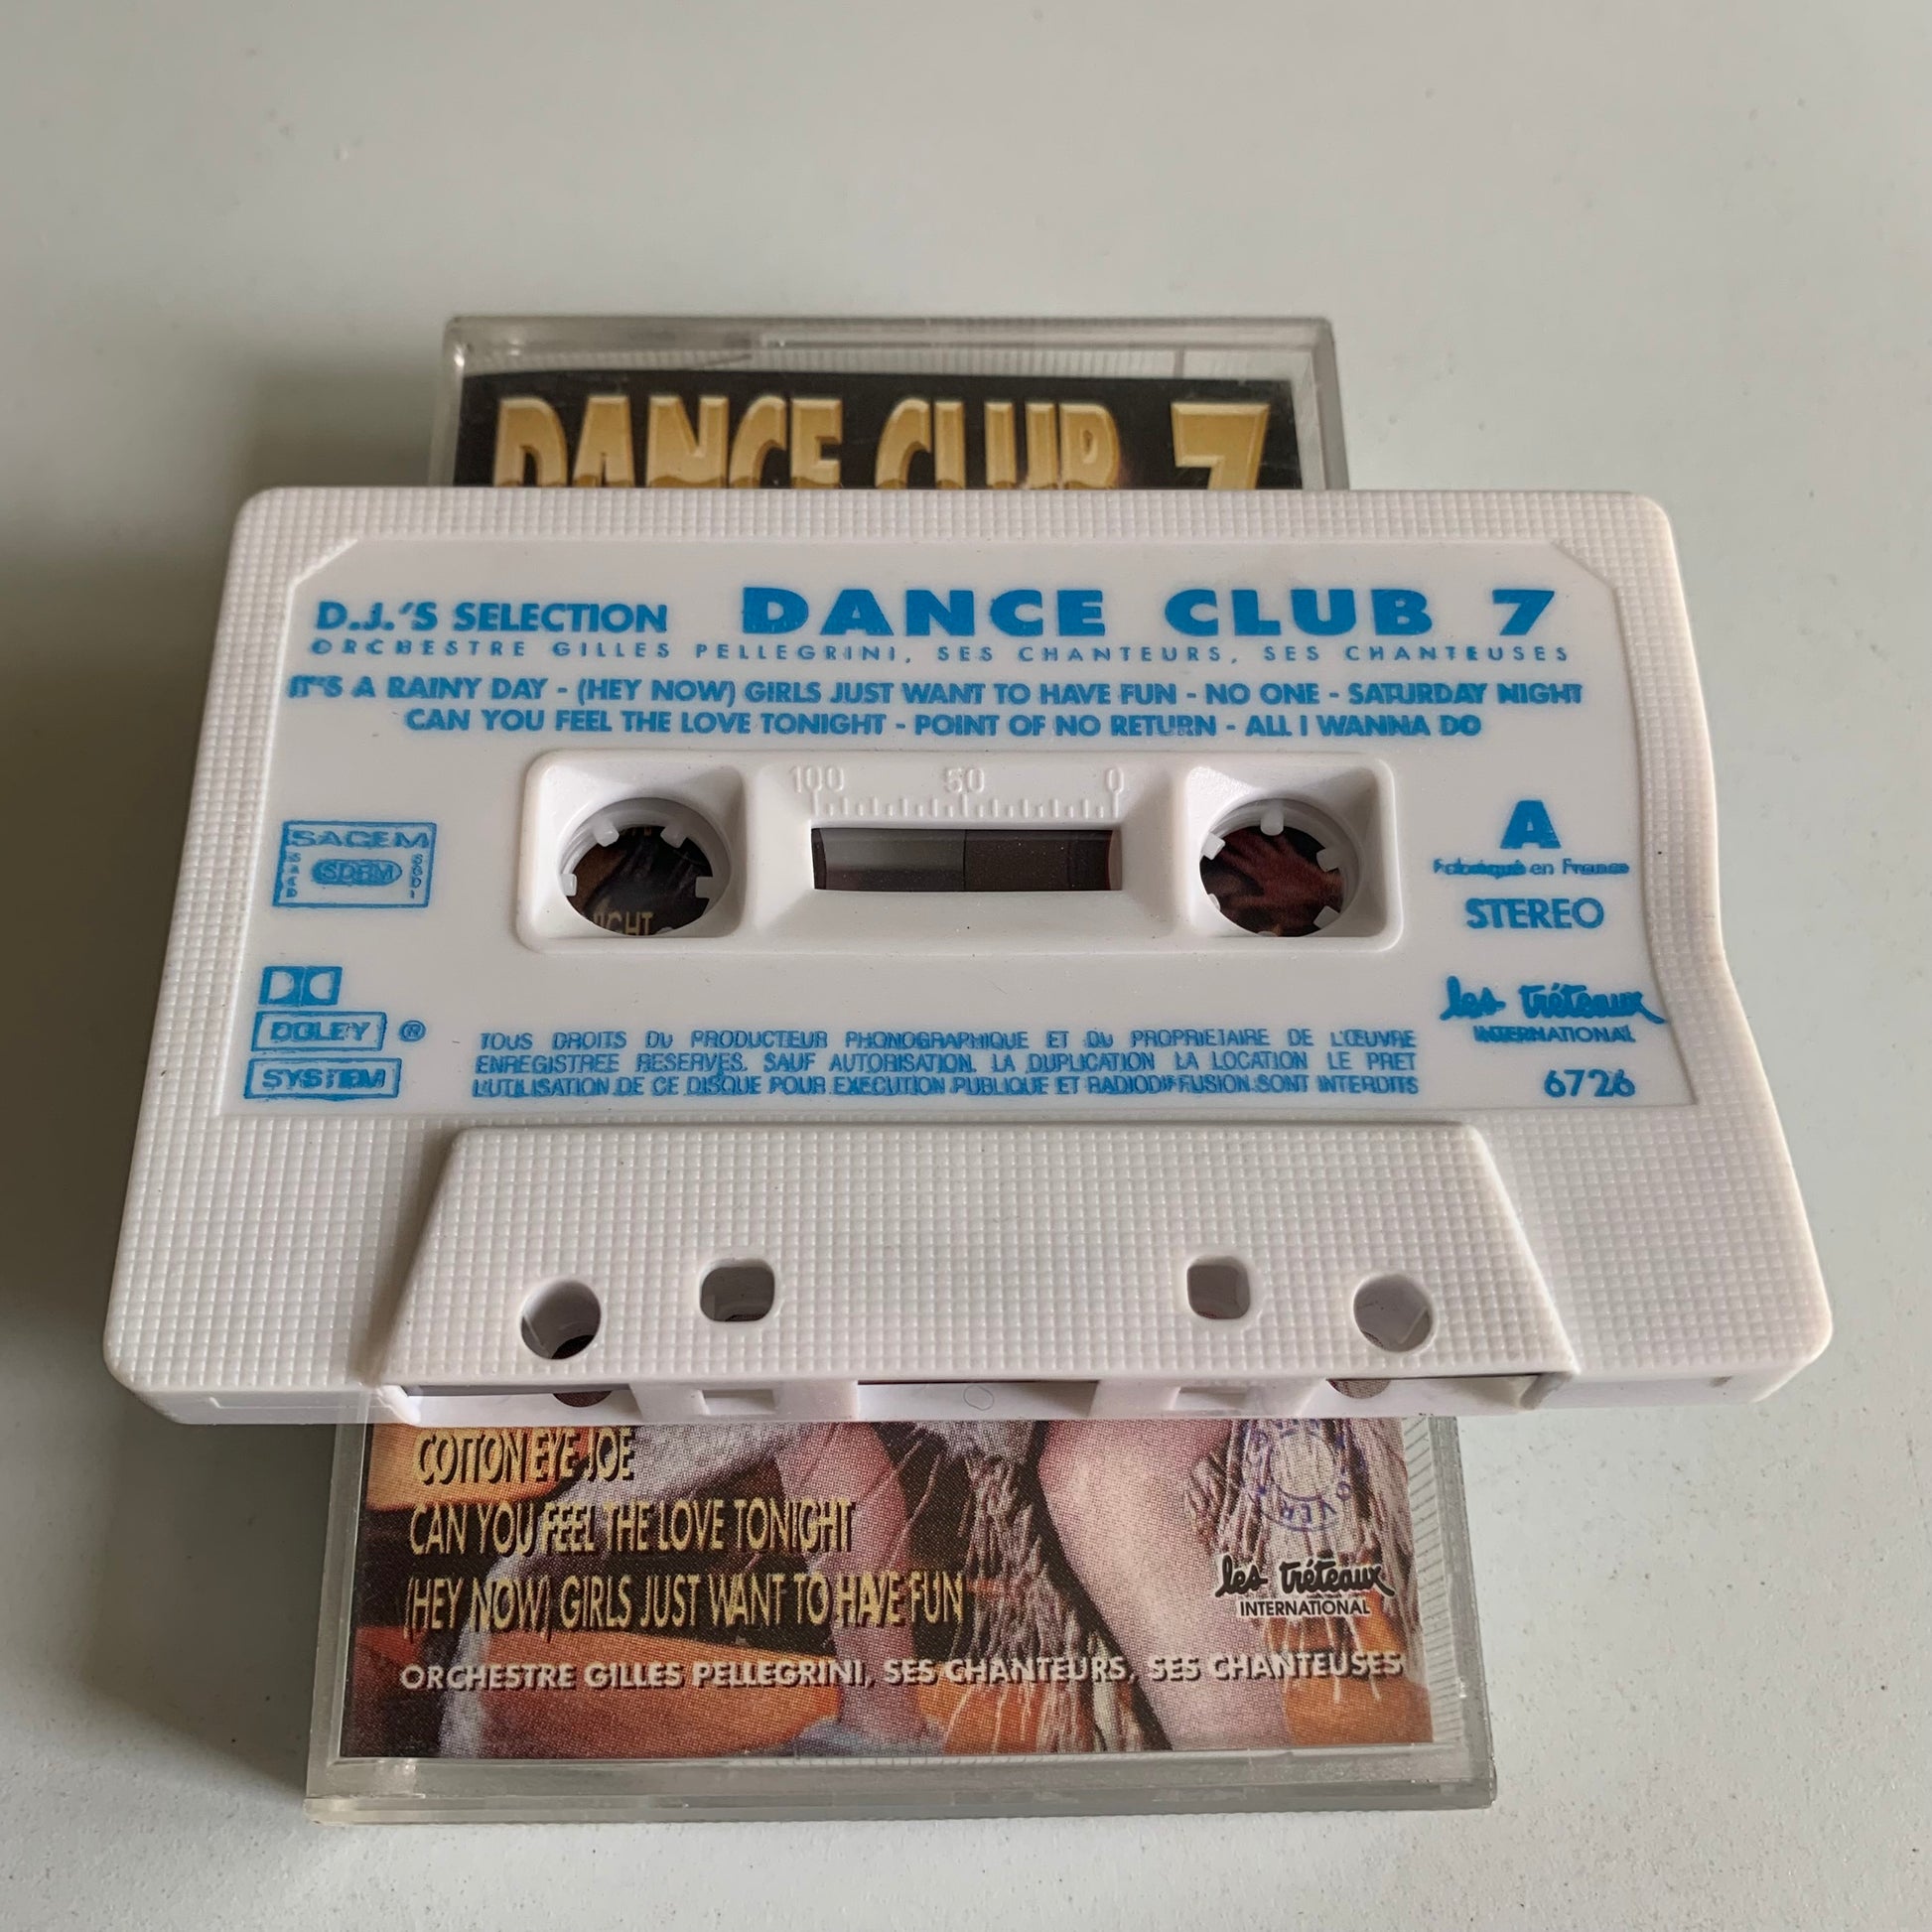 DANCE CLUB 7
D.J.'S SELECTION DANCE CLUB 7
ORCHESTRE GILLES PELLEGRINI, SES CHANTEURS, SES CHANTEUSES
IT'S A RAINY DAY - (HEY NOW) GIRLS JUST WANT TO HAVE FUN - NO ONE - SATURDAY NIGHT
CAN YOU FEEL THE LOVE TONIGHT - POINT OF NO RETURN - ALL I WANNA DO
100 50 0
A
Fabriqué en France
STEREO
SACEM
SACD SDRM SGDL
IGHT
DOLBY ®
SYSTEM
les tréteaux
INTERNATIONAL
6726
TOUS DROITS DU PRODUCTEUR PHONOGRAPHIQUE ET DU PROPRIETAIRE DE L'ŒUVRE
ENREGISTREE RESERVES. SAUF AUTORISATION. LA DUPLICATION LA LOCATION LE PRET
L'UTILISATION DE CE DISQUE POUR EXECUTION PUBLIQUE ET RADIODIFFUSION SONT INTERDITS
COTTON EYE JOE
CAN YOU FEEL THE LOVE TONIGHT
(HEY NOW) GIRLS JUST WANT TO HAVE FUN
les tréteaux
INTERNATIONAL
ORCHESTRE GILLES PELLEGRINI, SES CHANTEURS, SES CHANTEUSES